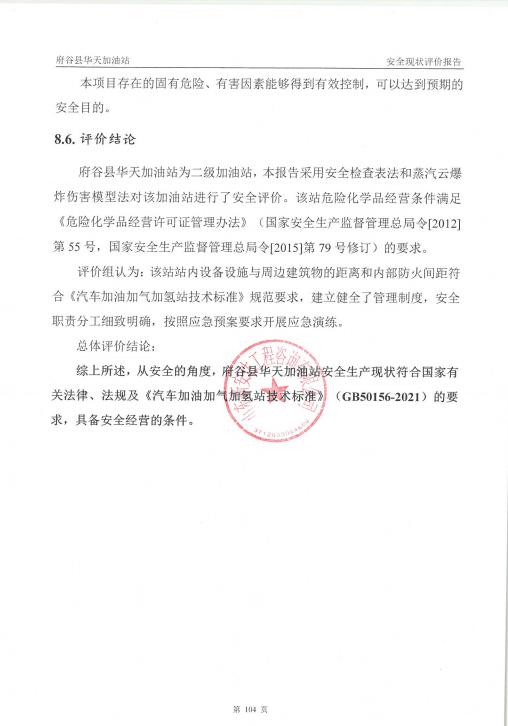 府谷县华天加油站 安全现状评价报告
本项目存在的固有危险、有害因素能够得到有效控制，可以达到预期的
安全目的。
8.6. 评价结论
府谷县华天加油站为二级加油站，本报告采用安全检查表法和蒸汽云爆
炸伤害模型法对该加油站进行了安全评价。该站危险化学品经营条件满足
《危险化学品经营许可证管理办法》（国家安全生产监督管理总局令[2012]
第 55 号，国家安全生产监督管理总局令[2015]第 79 号修订）的要求。
评价组认为：该站站内设备设施与周边建筑物的距离和内部防火间距符
合《汽车加油加气加氢站技术标准》规范要求，建立健全了管理制度，安全
职责分工细致明确，按照应急预案要求开展应急演练。
总体评价结论：
综上所述，从安全的角度，府谷县华天加油站安全生产现状符合国家有
关法律、法规及《汽车加油加气加氢站技术标准》（GB50156-2021）的要
求，具备安全经营的条件。
工程咨询有限公司
第 104 页